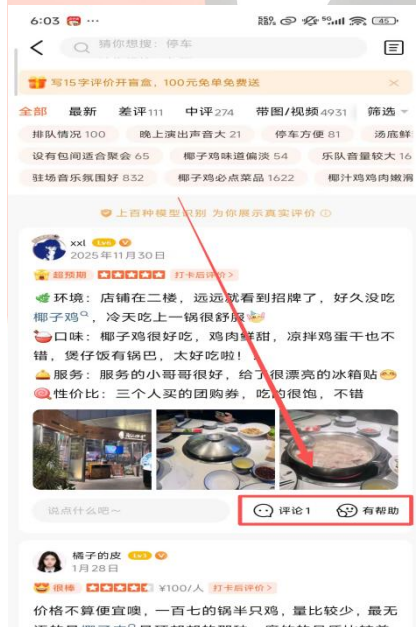 6:03
50 45
猜你想搜：停车
写15字评价开盲盒，100元免单免费送
全部 最新 差评111 中评274 带图/视频4931 筛选
排队情况 100 晚上演出声音大 21 停车方便 81 汤底鲜
设有包间适合聚会 65 椰子鸡味道偏淡 54 乐队音量较大 16
驻场音乐氛围好 832 椰子鸡必点菜品 1622 椰汁鸡鸡肉嫩滑
上百种模型识别 为你展示真实评价
xxl Lv6
2025年11月30日
超预期 打卡后评价>
环境：店铺在二楼，远远就看到招牌了，好久没吃
椰子鸡，冷天吃上一锅很舒服
口味：椰子鸡很好吃，鸡肉鲜甜，凉拌鸡蛋干也不
错，煲仔饭有锅巴，太好吃啦！
服务：服务的小哥哥很好，给了很漂亮的冰箱贴
性价比：三个人买的团购券，吃的很饱，不错
说点什么吧~ 评论1 有帮助
橘子的皮 Lv5
1月28日
很棒 ¥100/人 打卡后评价>
价格不算便宜噢，一百七的锅半只鸡，量比较少，最无